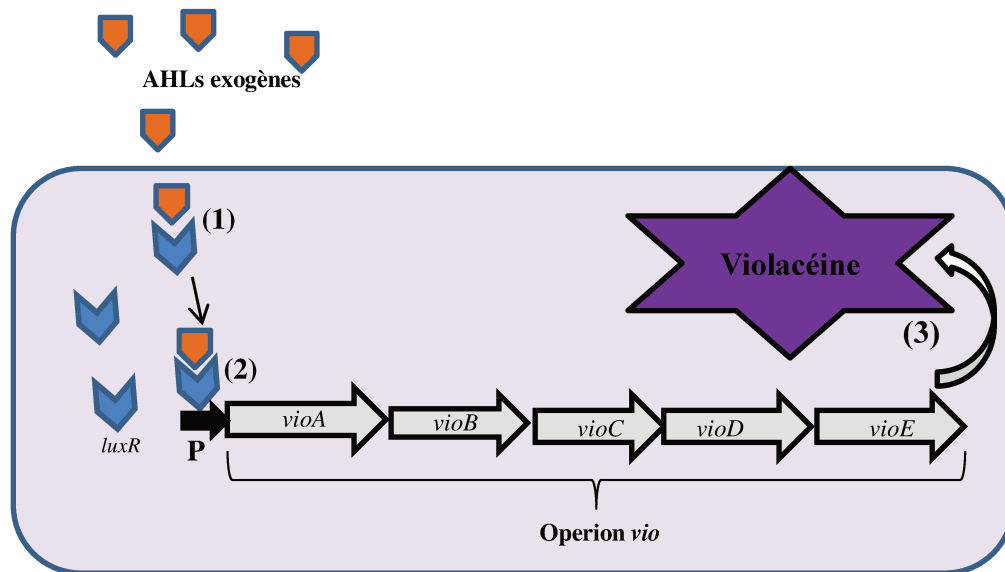 AHLs exogènes
(1)
Violacéine
(3)
(2)
vioA
vioB
vioC
vioD
vioE
luxR
P
Operion vio